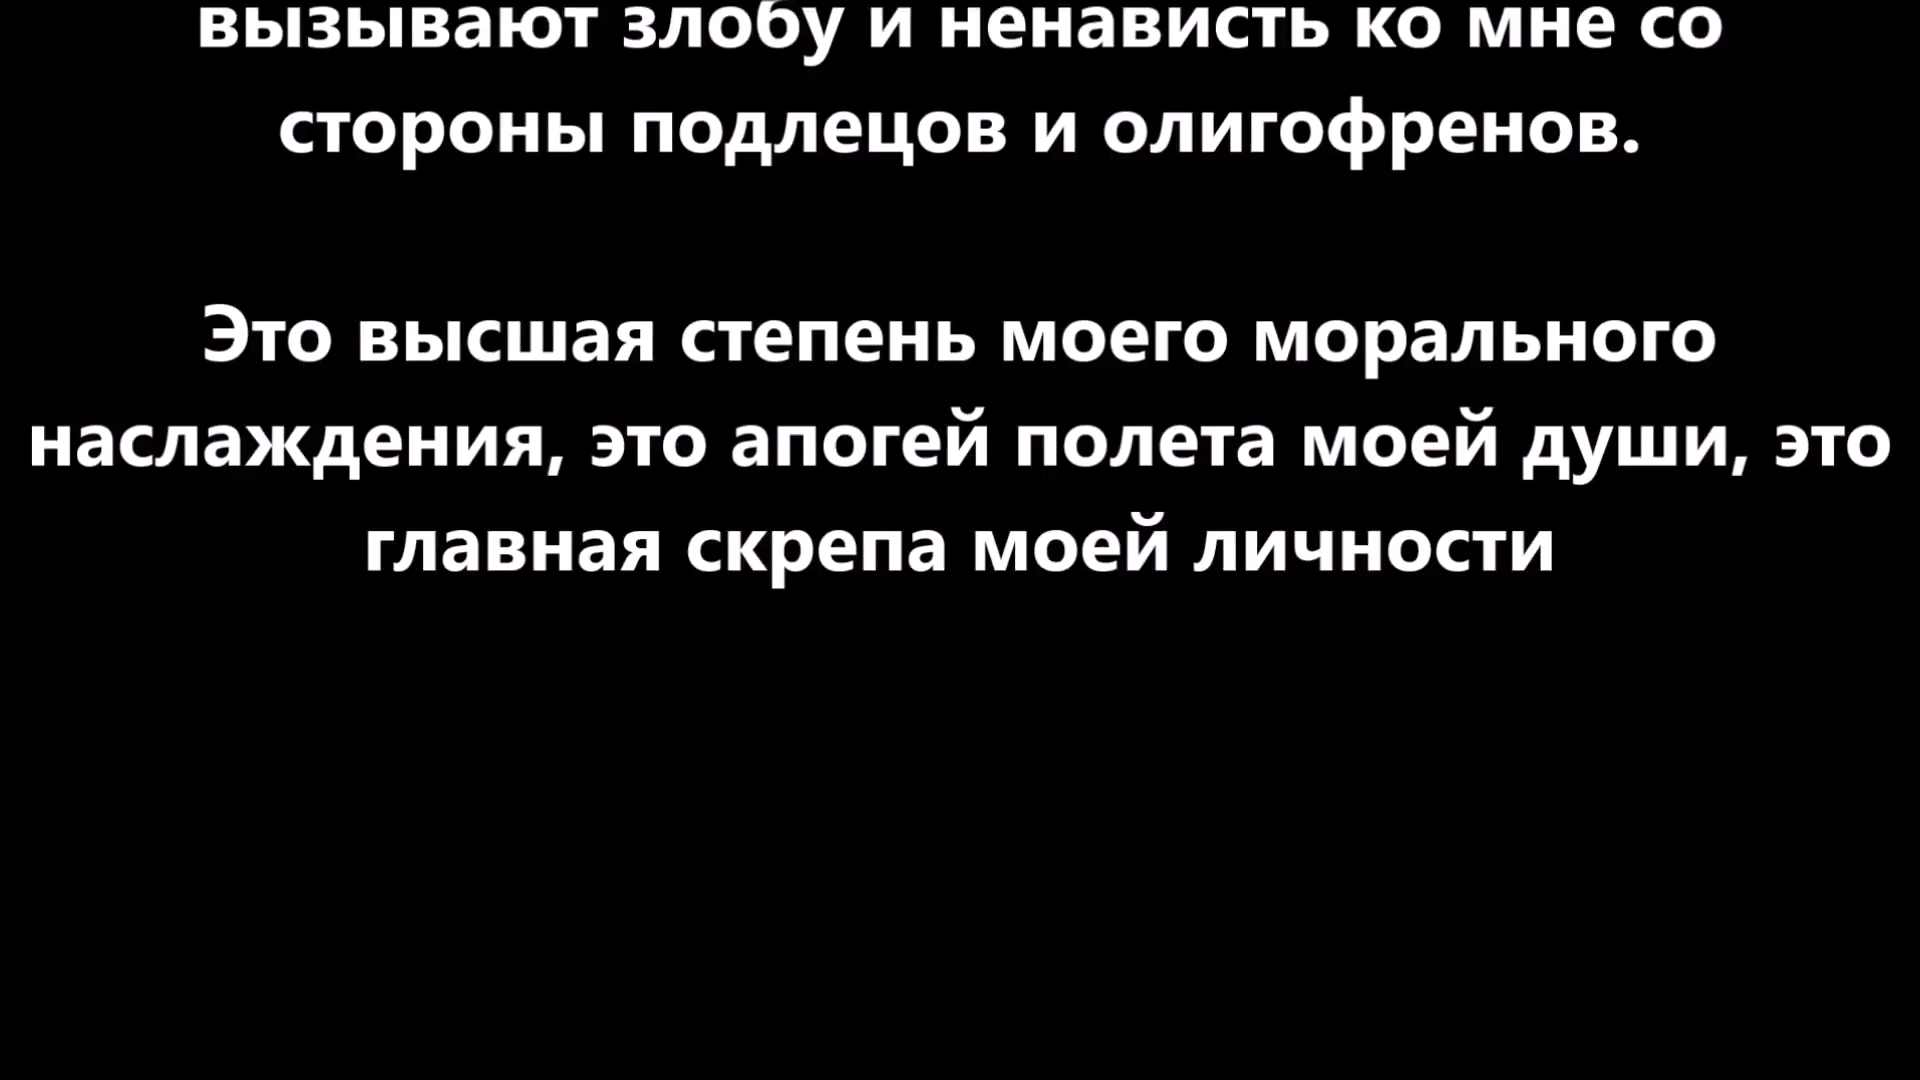 вызывают злобу и ненависть ко мне со
стороны подлецов и олигофренов.
Это высшая степень моего морального
наслаждения, это апогей полета моей души, это
главная скрепа моей личности